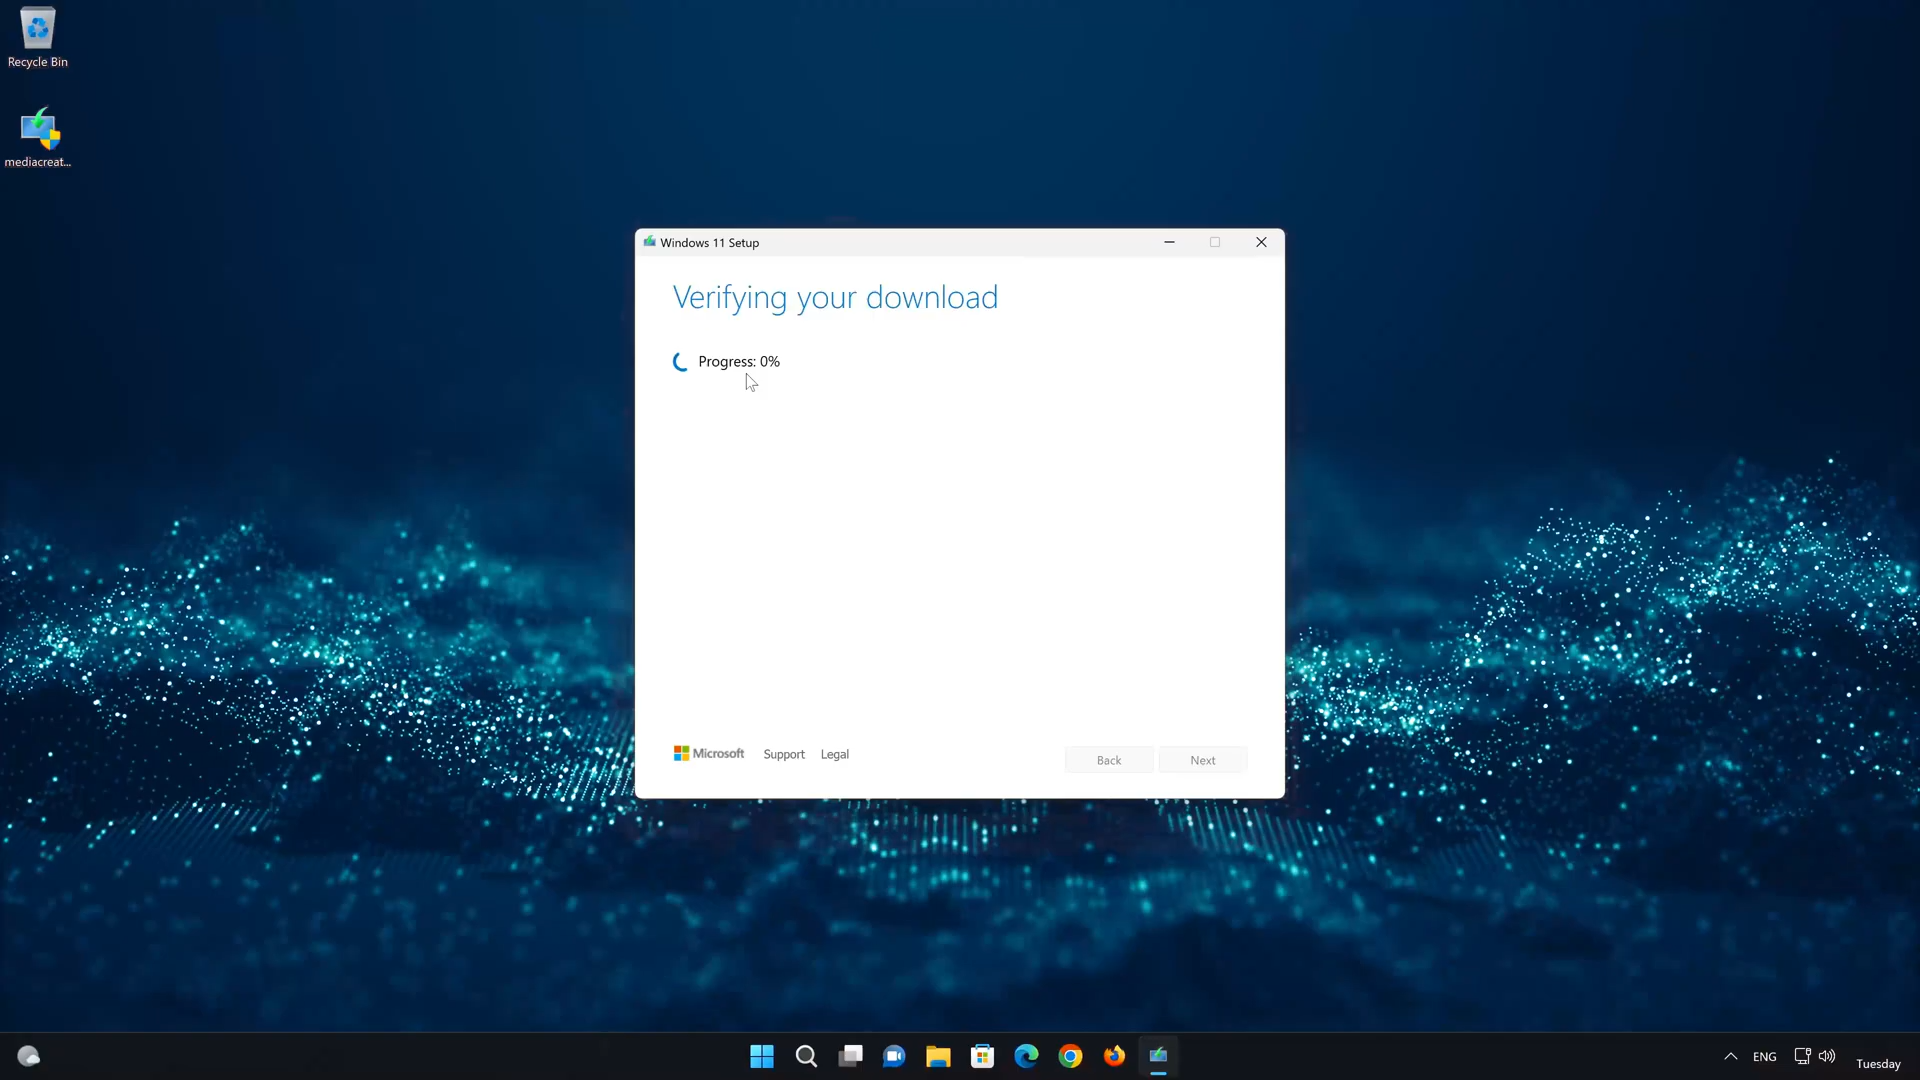 Recycle Bin
mediacreat...
Windows 11 Setup
Verifying your download
Progress: 0%
Microsoft Support Legal
Back Next
ENG
Tuesday